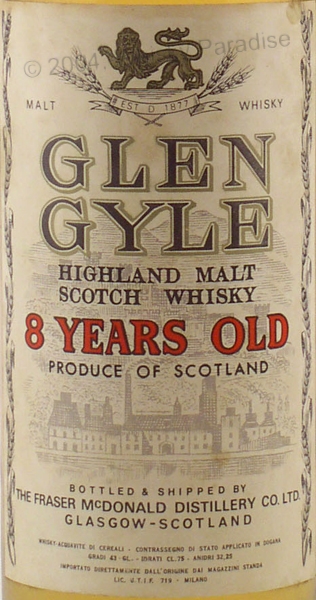 © 2004 Paradise
MALT WHISKY
EST D. 1877
GLEN
GYLE
HIGHLAND MALT
SCOTCH WHISKY
8 YEARS OLD
PRODUCE OF SCOTLAND
BOTTLED & SHIPPED BY
THE FRASER McDONALD DISTILLERY CO. LTD.
GLASGOW-SCOTLAND
WHISKY-ACQUAVITE DI CEREALI - CONTRASSEGNO DI STATO APPLICATO IN DOGANA
GRADI 43 GL. - IDRATI CL. 75 - ANIDRI 32,25
IMPORTATO DIRETTAMENTE DALL'ORIGINE DAI MAGAZZINI STANDA
LIC. U.T.I.F. 719 - MILANO